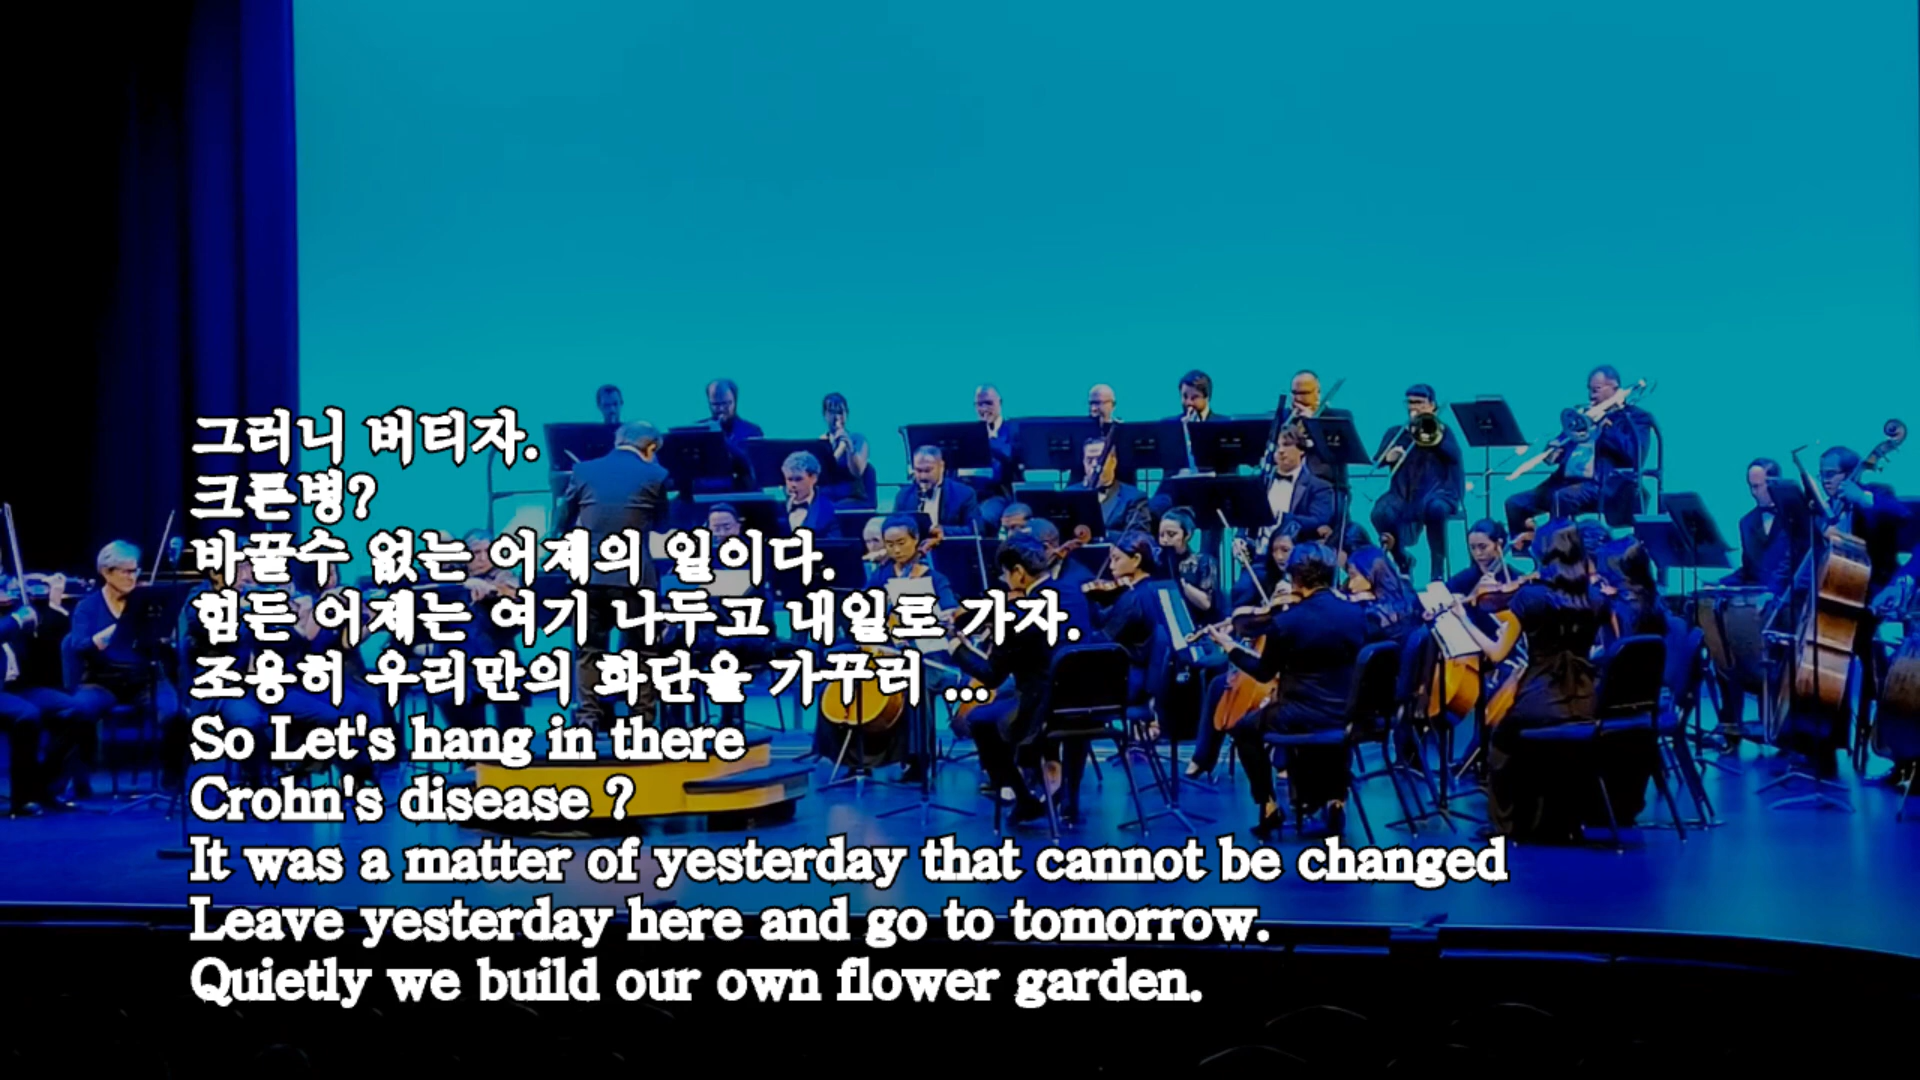 그러니 버티자.
크론병?
바꿀수 없는 어제의 일이다.
힘든 어제는 여기 나두고 내일로 가자.
조용히 우리만의 화단을 가꾸러 ...
So Let's hang in there
Crohn's disease ?
It was a matter of yesterday that cannot be changed
Leave yesterday here and go to tomorrow.
Quietly we build our own flower garden.